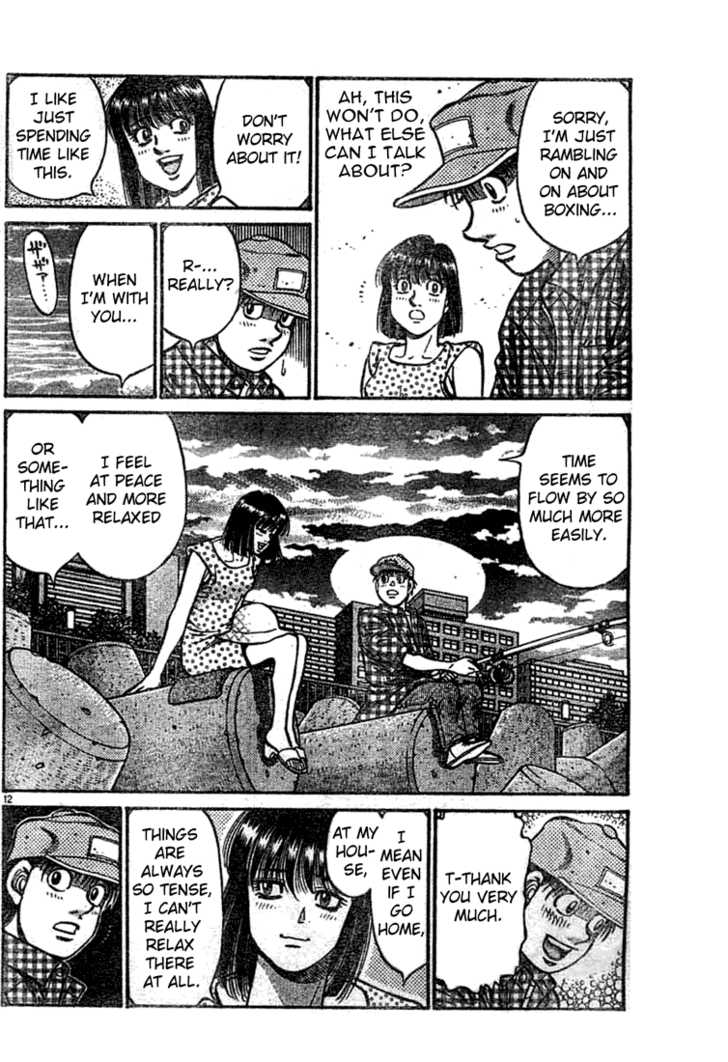 SORRY,
I'M JUST
RAMBLING
ON AND
ON ABOUT
BOXING...
AH, THIS
WON'T DO,
WHAT ELSE
CAN I TALK
ABOUT?
DON'T
WORRY
ABOUT IT!
I LIKE
JUST
SPENDING
TIME LIKE
THIS.
R-...
REALLY?
WHEN
I'M WITH
YOU...
ザザァ…
TIME
SEEMS TO
FLOW BY SO
MUCH MORE
EASILY.
I FEEL
AT PEACE
AND MORE
RELAXED
OR
SOME-
THING
LIKE
THAT...
12
T-THANK
YOU VERY
MUCH.
I
MEAN
EVEN
IF I
GO
HOME,
AT MY
HOU-
SE,
THINGS
ARE
ALWAYS
SO TENSE,
I CAN'T
REALLY
RELAX
THERE
AT ALL.